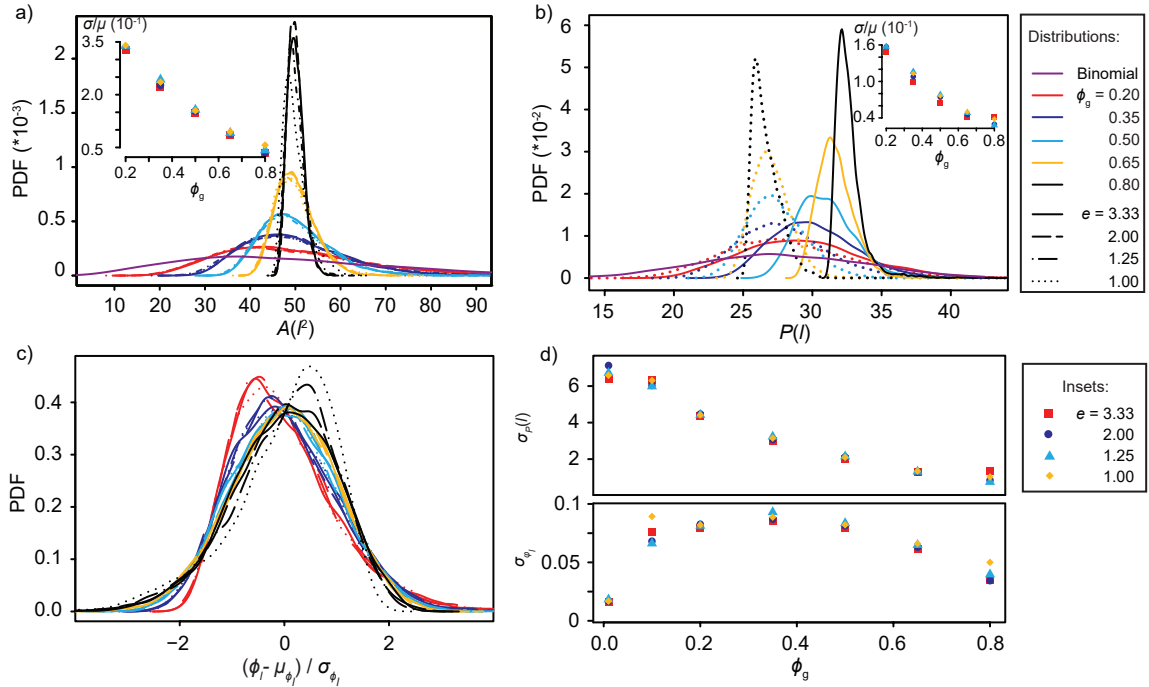 a)
PDF (*10⁻³)
2
1.5
1
0.5
0
10 20 30 40 50 60 70 80 90
A(l²)
σ/μ (10⁻¹)
3.5
2.0
0.5
0.2 0.4 0.6 0.8
ϕg
b)
PDF (*10⁻²)
6
5
4
3
2
1
0
15 20 25 30 35 40
P(l)
σ/μ (10⁻¹)
1.6
1.0
0.4
0.2 0.4 0.6 0.8
ϕg
Distributions:
Binomial
ϕg = 0.20
0.35
0.50
0.65
0.80
e = 3.33
2.00
1.25
1.00
c)
PDF
0.4
0.3
0.2
0.1
0.0
−2 0 2
(ϕl - μϕl) / σϕl
d)
σP(l)
6
4
2
σφl
0.1
0.05
0
0.0 0.2 0.4 0.6 0.8
ϕg
Insets:
e = 3.33
2.00
1.25
1.00